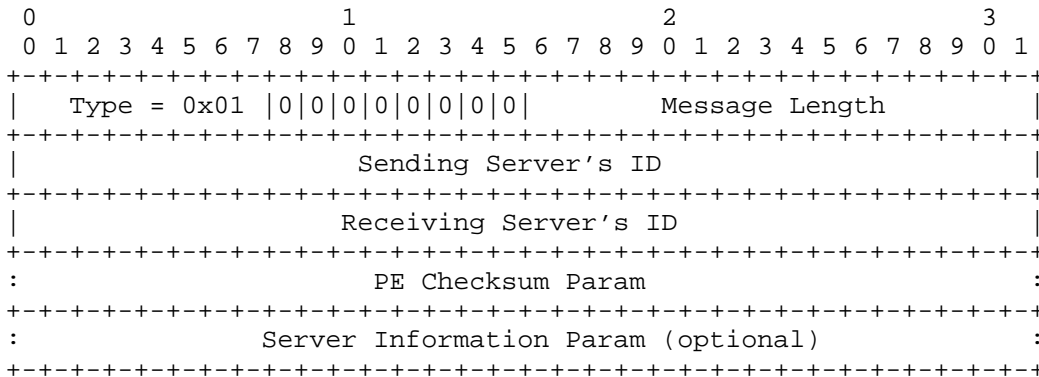 0                   1                   2                   3
 0 1 2 3 4 5 6 7 8 9 0 1 2 3 4 5 6 7 8 9 0 1 2 3 4 5 6 7 8 9 0 1
+-+-+-+-+-+-+-+-+-+-+-+-+-+-+-+-+-+-+-+-+-+-+-+-+-+-+-+-+-+-+-+-+
|   Type = 0x01 |0|0|0|0|0|0|0|0|        Message Length         |
+-+-+-+-+-+-+-+-+-+-+-+-+-+-+-+-+-+-+-+-+-+-+-+-+-+-+-+-+-+-+-+-+
|                     Sending Server's ID                       |
+-+-+-+-+-+-+-+-+-+-+-+-+-+-+-+-+-+-+-+-+-+-+-+-+-+-+-+-+-+-+-+-+
|                    Receiving Server's ID                      |
+-+-+-+-+-+-+-+-+-+-+-+-+-+-+-+-+-+-+-+-+-+-+-+-+-+-+-+-+-+-+-+-+
:                      PE Checksum Param                        :
+-+-+-+-+-+-+-+-+-+-+-+-+-+-+-+-+-+-+-+-+-+-+-+-+-+-+-+-+-+-+-+-+
:               Server Information Param (optional)             :
+-+-+-+-+-+-+-+-+-+-+-+-+-+-+-+-+-+-+-+-+-+-+-+-+-+-+-+-+-+-+-+-+